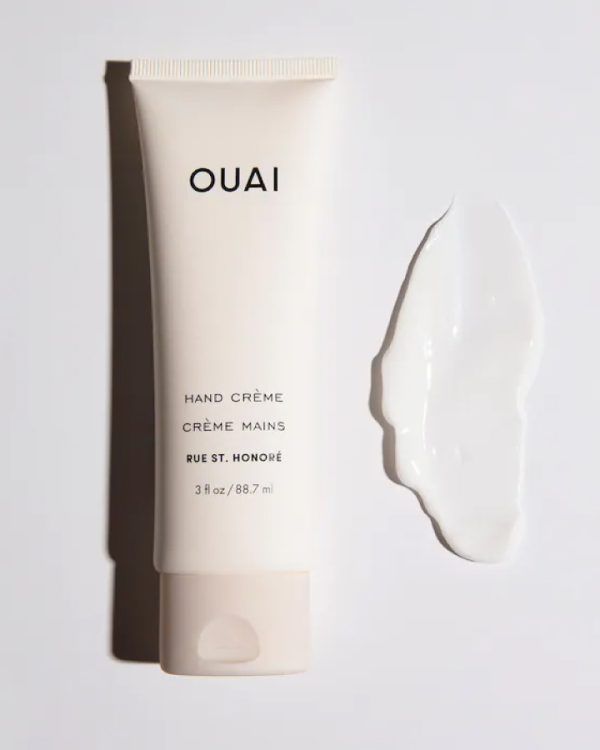 OUAI
HAND CRÈME
CRÈME MAINS
RUE ST. HONORÉ
3 fl oz / 88.7 ml